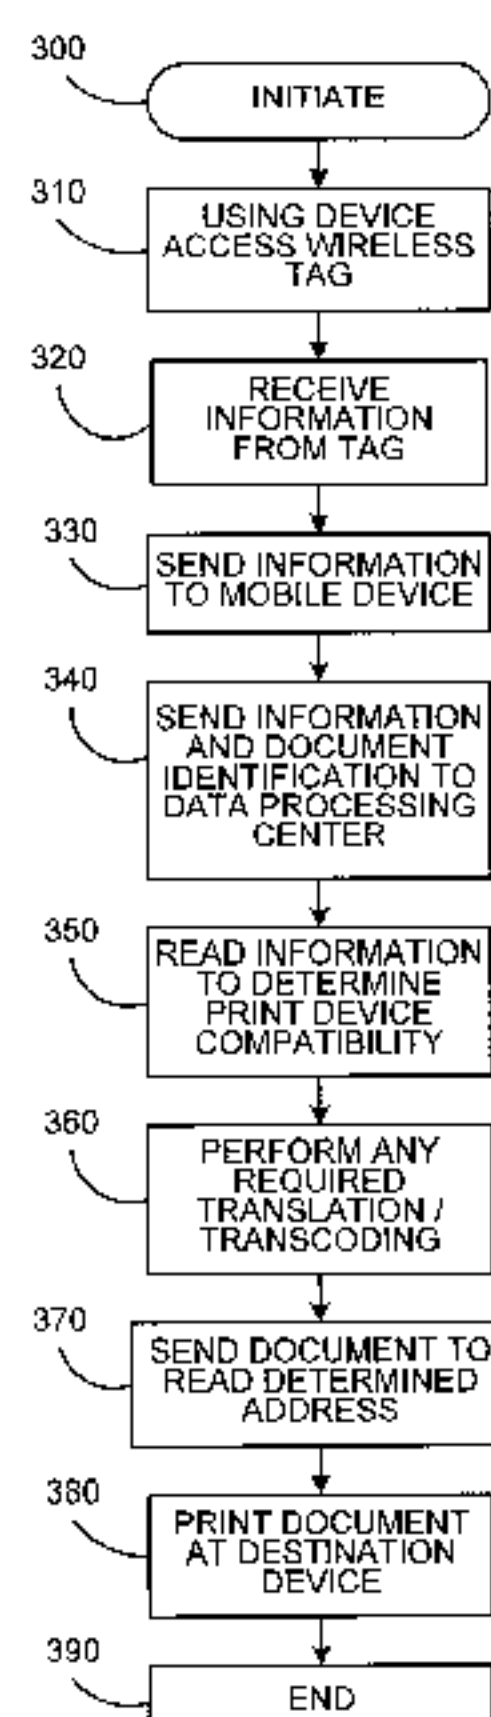 300
INITIATE
310
USING DEVICE
ACCESS WIRELESS
TAG
320
RECEIVE
INFORMATION
FROM TAG
330
SEND INFORMATION
TO MOBILE DEVICE
340
SEND INFORMATION
AND DOCUMENT
IDENTIFICATION TO
DATA PROCESSING
CENTER
350
READ INFORMATION
TO DETERMINE
PRINT DEVICE
COMPATIBILITY
360
PERFORM ANY
REQUIRED
TRANSLATION /
TRANSCODING
370
SEND DOCUMENT TO
READ DETERMINED
ADDRESS
380
PRINT DOCUMENT
AT DESTINATION
DEVICE
390
END